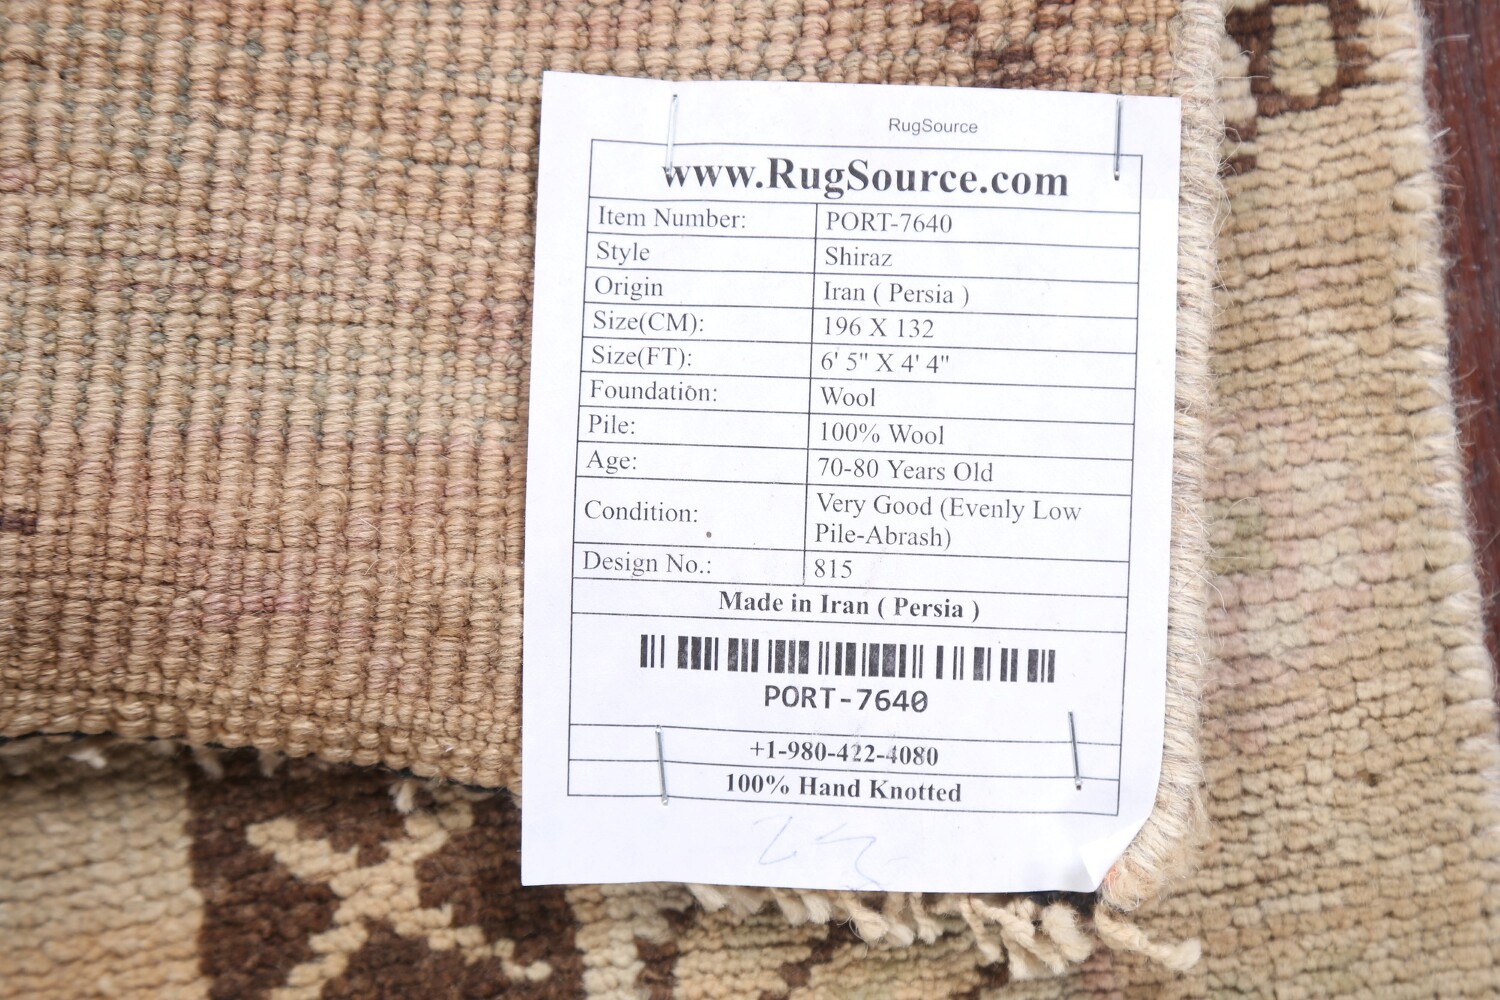 RugSource
www.RugSource.com
Item Number: PORT-7640
Style Shiraz
Origin Iran ( Persia )
Size(CM): 196 X 132
Size(FT): 6' 5" X 4' 4"
Foundation: Wool
Pile: 100% Wool
Age: 70-80 Years Old
Condition: Very Good (Evenly Low
Pile-Abrash)
Design No.: 815
Made in Iran ( Persia )
PORT-7640
+1-980-422-4080
100% Hand Knotted